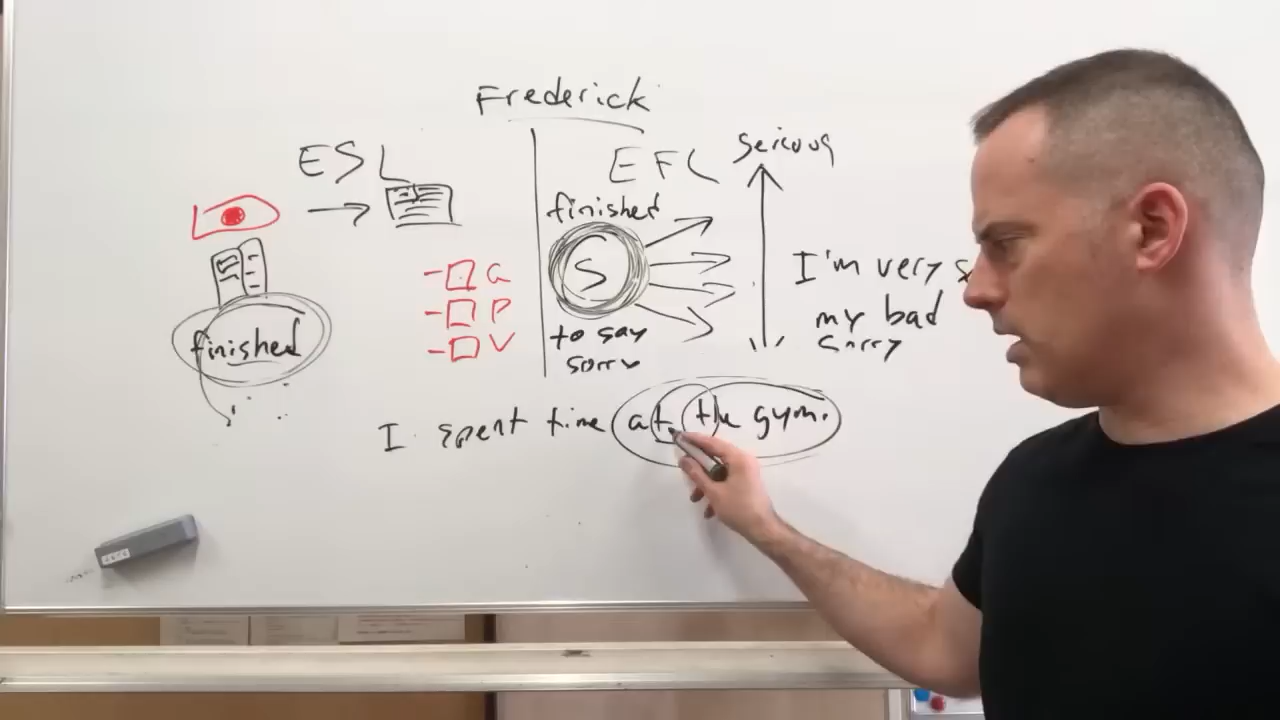 Frederick
ESL
EFL
serious
finished
S
G
P
V
I'm very
my bad
sorry
to say
sorry
finished
I spent time at the gym.